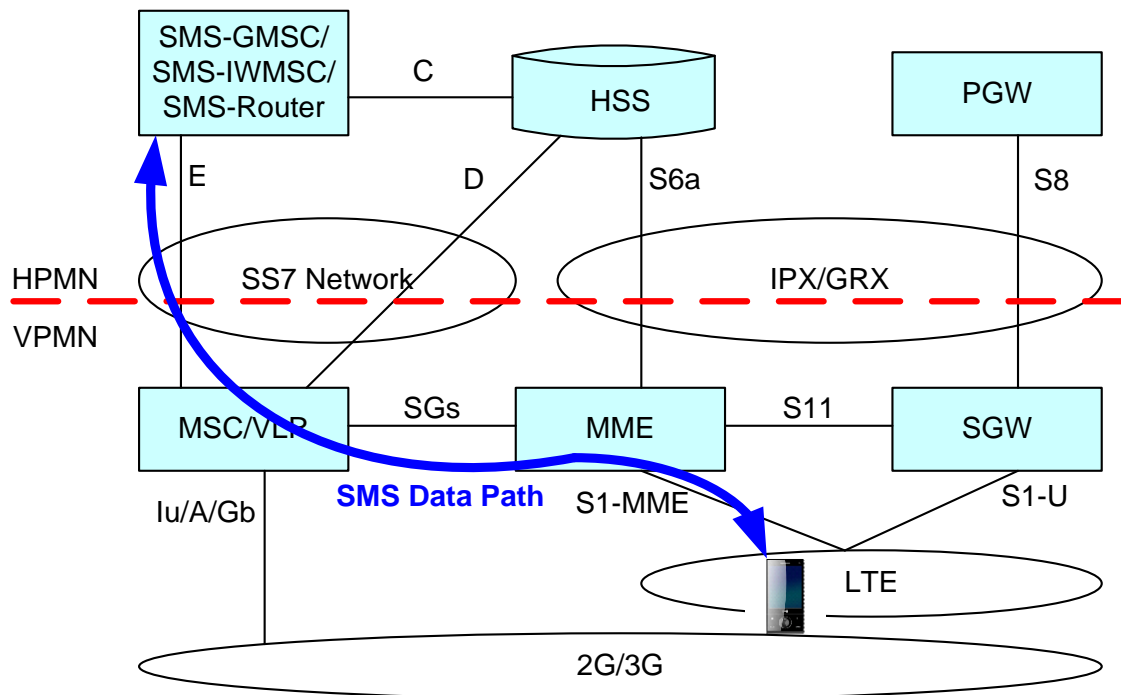 SMS-GMSC/
SMS-IWMSC/
SMS-Router
C
HSS
PGW
E
D
S6a
S8
HPMN
SS7 Network
IPX/GRX
VPMN
MSC/VLR
SGs
MME
S11
SGW
SMS Data Path
Iu/A/Gb
S1-MME
S1-U
LTE
2G/3G